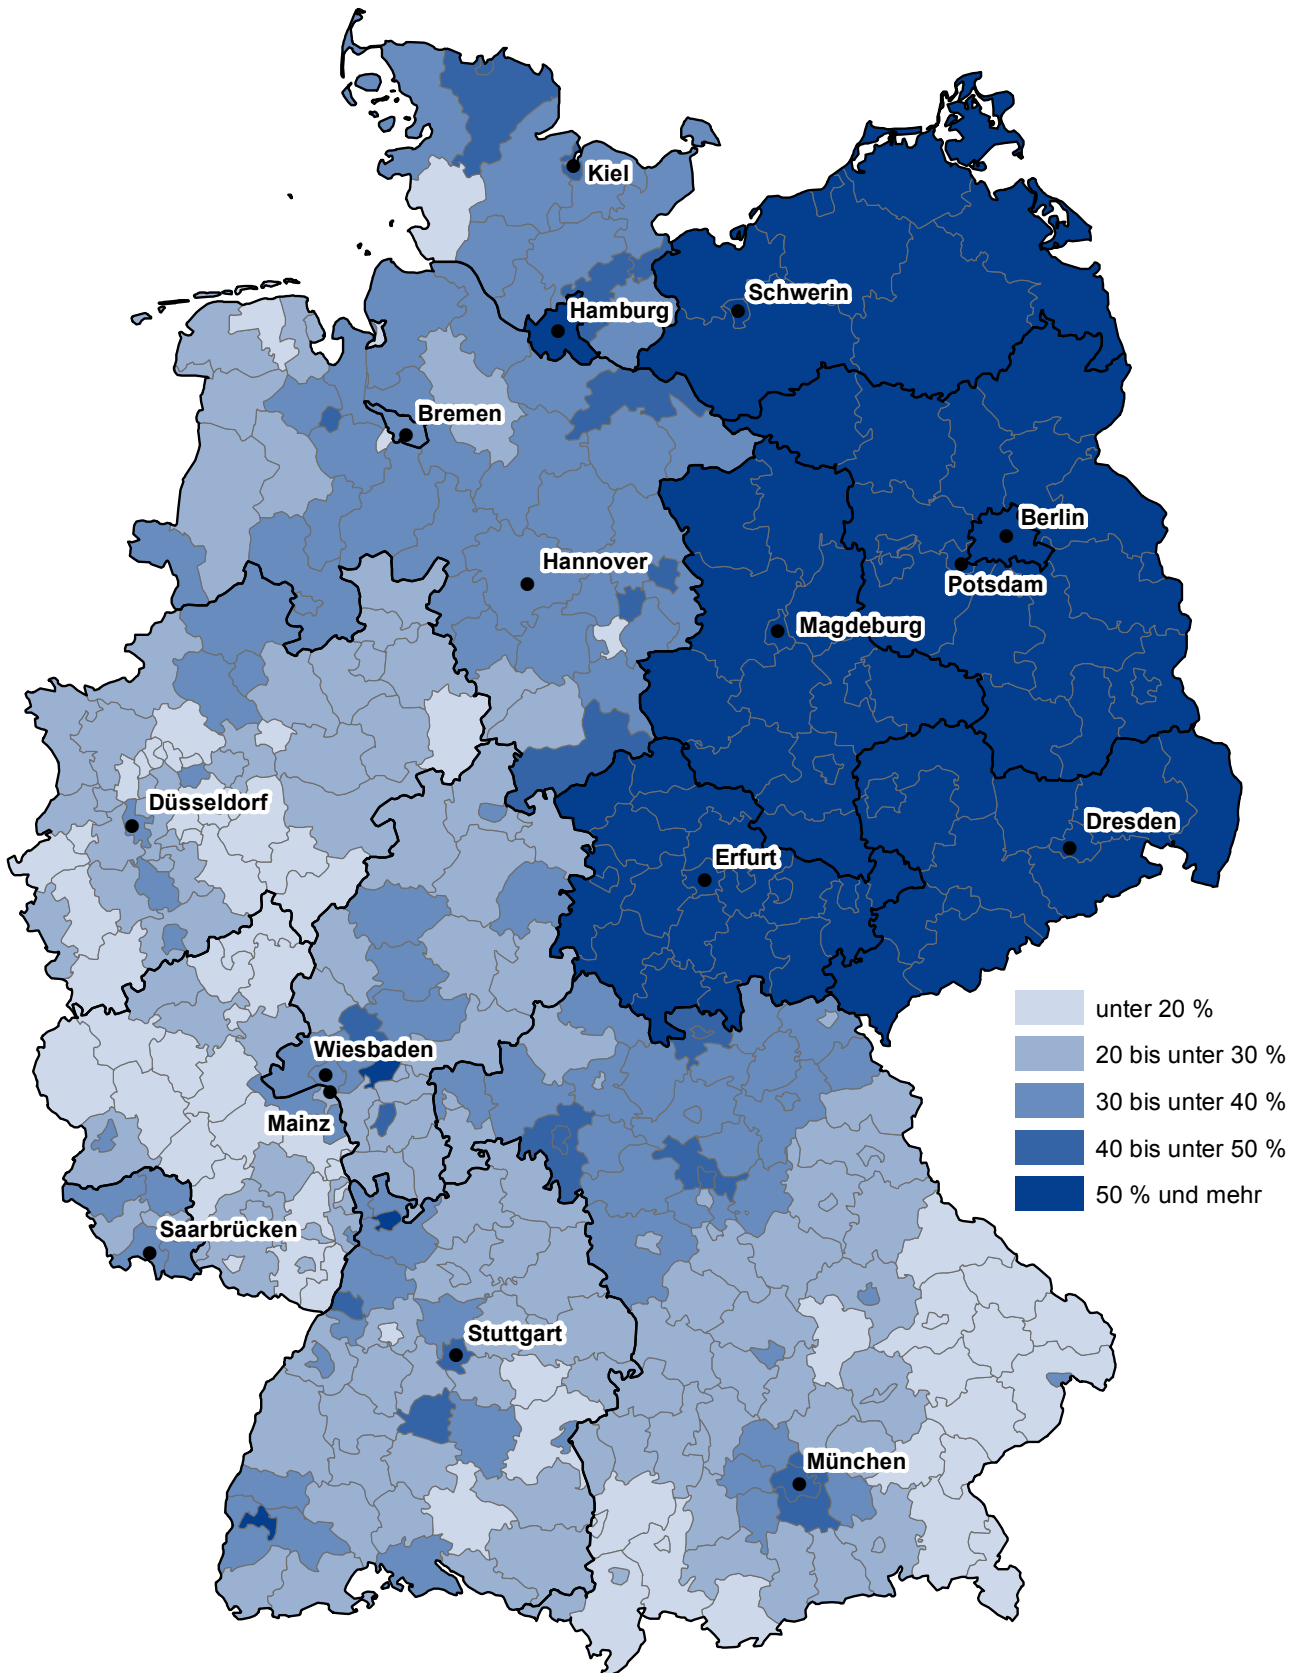 Kiel
Schwerin
Hamburg
Bremen
Berlin
Hannover
Potsdam
Magdeburg
Düsseldorf
Dresden
Erfurt
unter 20 %
Wiesbaden
20 bis unter 30 %
30 bis unter 40 %
Mainz
40 bis unter 50 %
50 % und mehr
Saarbrücken
Stuttgart
München